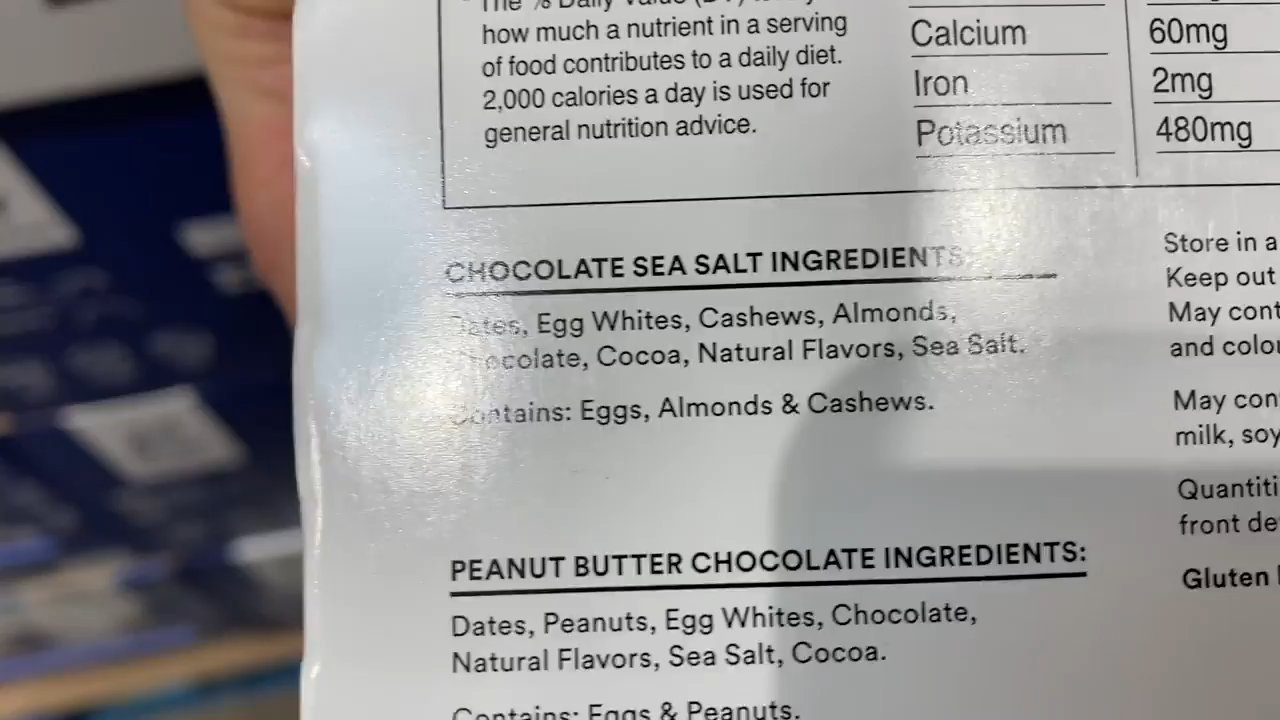 how much a nutrient in a serving
of food contributes to a daily diet.
2,000 calories a day is used for
general nutrition advice.
Calcium 60mg
Iron 2mg
Potassium 480mg
CHOCOLATE SEA SALT INGREDIENTS
Dates, Egg Whites, Cashews, Almonds,
Chocolate, Cocoa, Natural Flavors, Sea Salt.
Contains: Eggs, Almonds & Cashews.
PEANUT BUTTER CHOCOLATE INGREDIENTS:
Dates, Peanuts, Egg Whites, Chocolate,
Natural Flavors, Sea Salt, Cocoa.
Contains: Eggs & Peanuts.
Store in a
Keep out
May cont
and color
May con
milk, soy
Quantiti
front de
Gluten